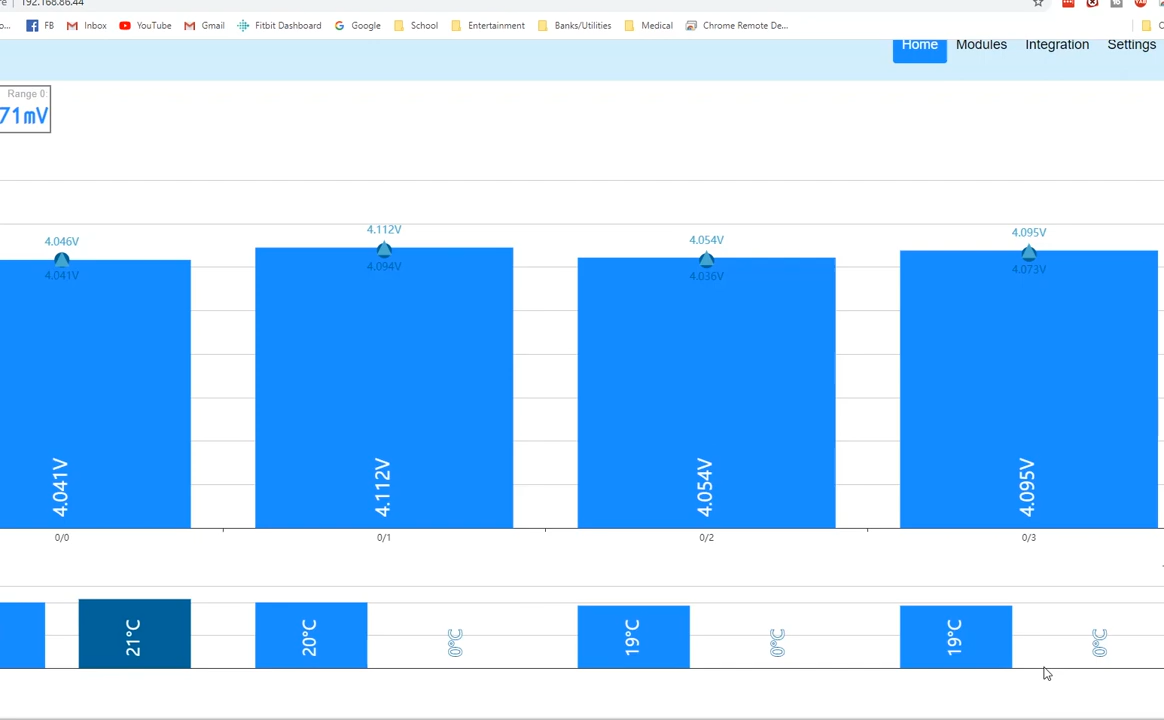 192.168.86.44
FB Inbox YouTube Gmail Fitbit Dashboard Google School Entertainment Banks/Utilities Medical Chrome Remote De...
Home Modules Integration Settings
Range 0:
71mV
4.046V 4.112V 4.054V 4.095V
4.041V 4.094V 4.036V 4.073V
4.041V 4.112V 4.054V 4.095V
0/0 0/1 0/2 0/3
21°C 20°C 0°C 19°C 0°C 19°C 0°C